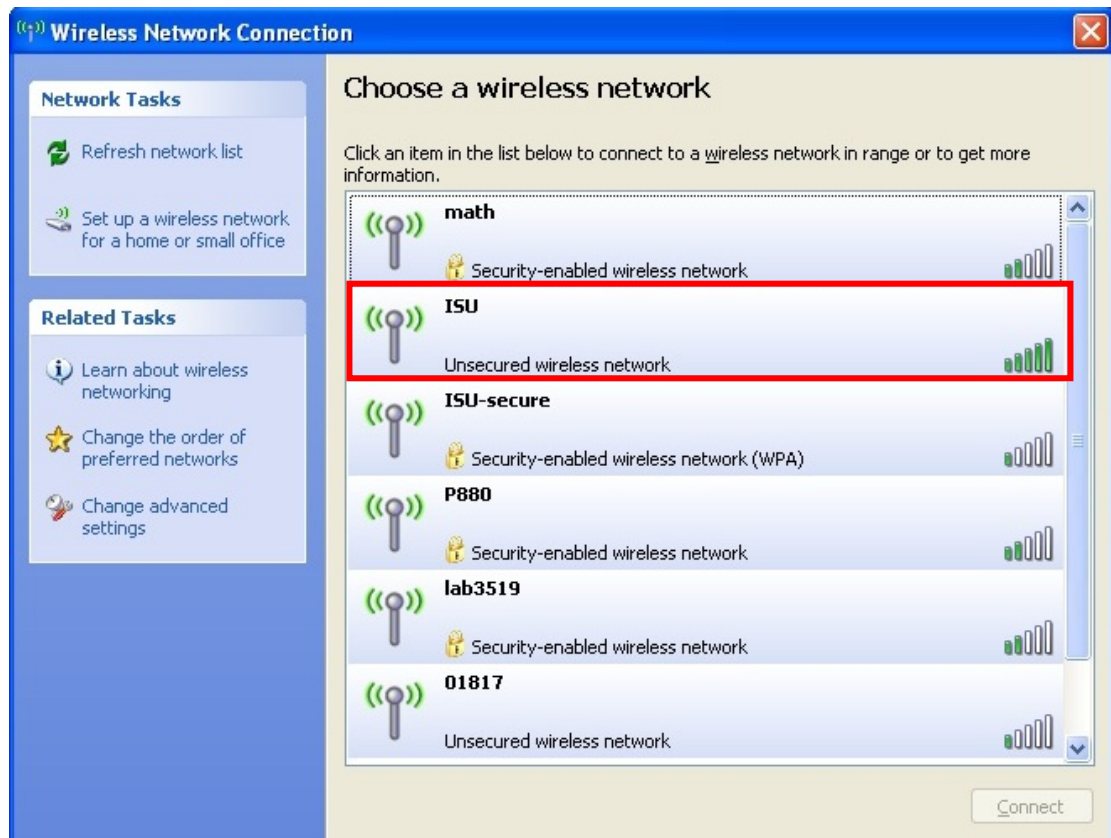 Wireless Network Connection
Network Tasks
Refresh network list
Set up a wireless network
for a home or small office
Related Tasks
Learn about wireless
networking
Change the order of
preferred networks
Change advanced
settings
Choose a wireless network
Click an item in the list below to connect to a wireless network in range or to get more
information.
math
Security-enabled wireless network
ISU
Unsecured wireless network
ISU-secure
Security-enabled wireless network (WPA)
P880
Security-enabled wireless network
lab3519
Security-enabled wireless network
01817
Unsecured wireless network
Connect